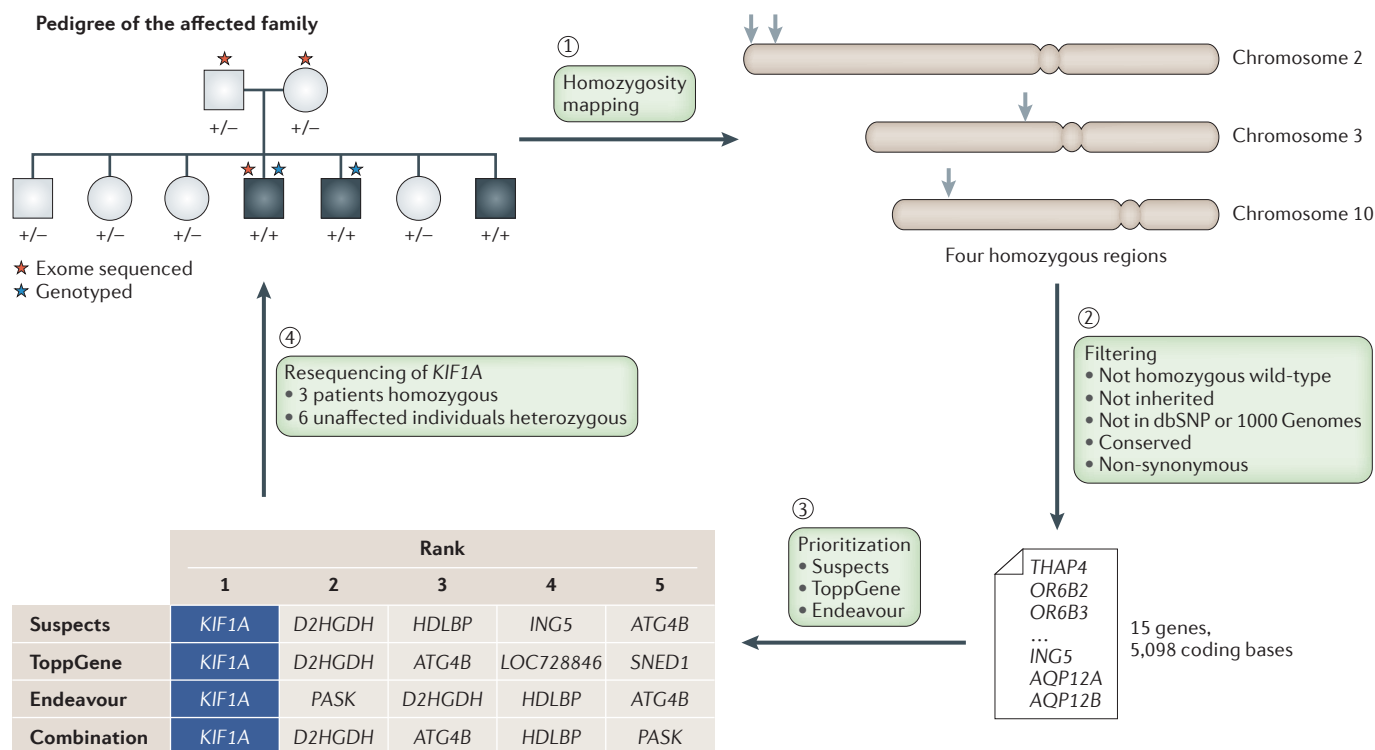 Pedigree of the affected family
+/–
+/–
+/–
+/–
+/–
+/+
+/+
+/–
+/+
Exome sequenced
Genotyped
①
Homozygosity
mapping
Chromosome 2
Chromosome 3
Chromosome 10
Four homozygous regions
②
Filtering
• Not homozygous wild-type
• Not inherited
• Not in dbSNP or 1000 Genomes
• Conserved
• Non-synonymous
THAP4
OR6B2
OR6B3
...
ING5
AQP12A
AQP12B
15 genes,
5,098 coding bases
③
Prioritization
• Suspects
• ToppGene
• Endeavour
④
Resequencing of KIF1A
• 3 patients homozygous
• 6 unaffected individuals heterozygous
Rank
1 2 3 4 5
Suspects KIF1A D2HGDH HDLBP ING5 ATG4B
ToppGene KIF1A D2HGDH ATG4B LOC728846 SNED1
Endeavour KIF1A PASK D2HGDH HDLBP ATG4B
Combination KIF1A D2HGDH ATG4B HDLBP PASK